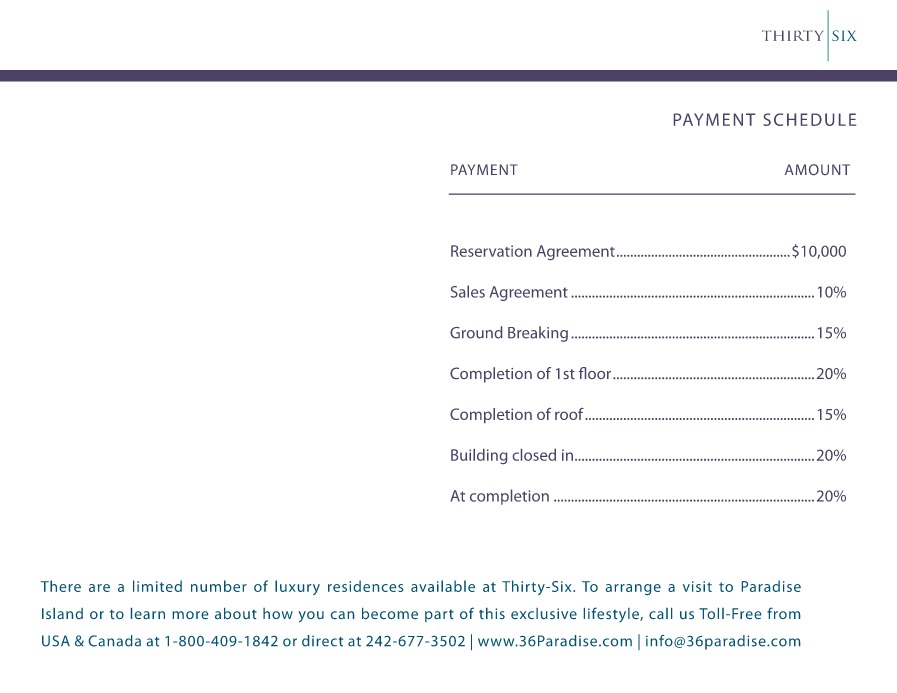 THIRTY SIX
PAYMENT SCHEDULE
PAYMENT AMOUNT
Reservation Agreement................................................$10,000
Sales Agreement ....................................................................10%
Ground Breaking....................................................................15%
Completion of 1st floor........................................................20%
Completion of roof................................................................15%
Building closed in...................................................................20%
At completion .........................................................................20%
There are a limited number of luxury residences available at Thirty-Six. To arrange a visit to Paradise
Island or to learn more about how you can become part of this exclusive lifestyle, call us Toll-Free from
USA & Canada at 1-800-409-1842 or direct at 242-677-3502 | www.36Paradise.com | info@36paradise.com